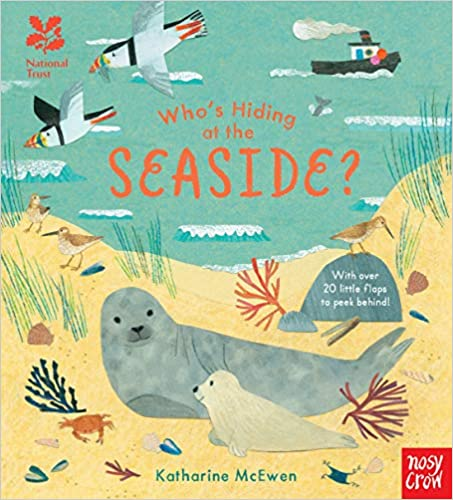 National
Trust
Who's Hiding
at the
SEASIDE?
With over
20 little flaps
to peek behind!
Katharine McEwen
nosy
crow